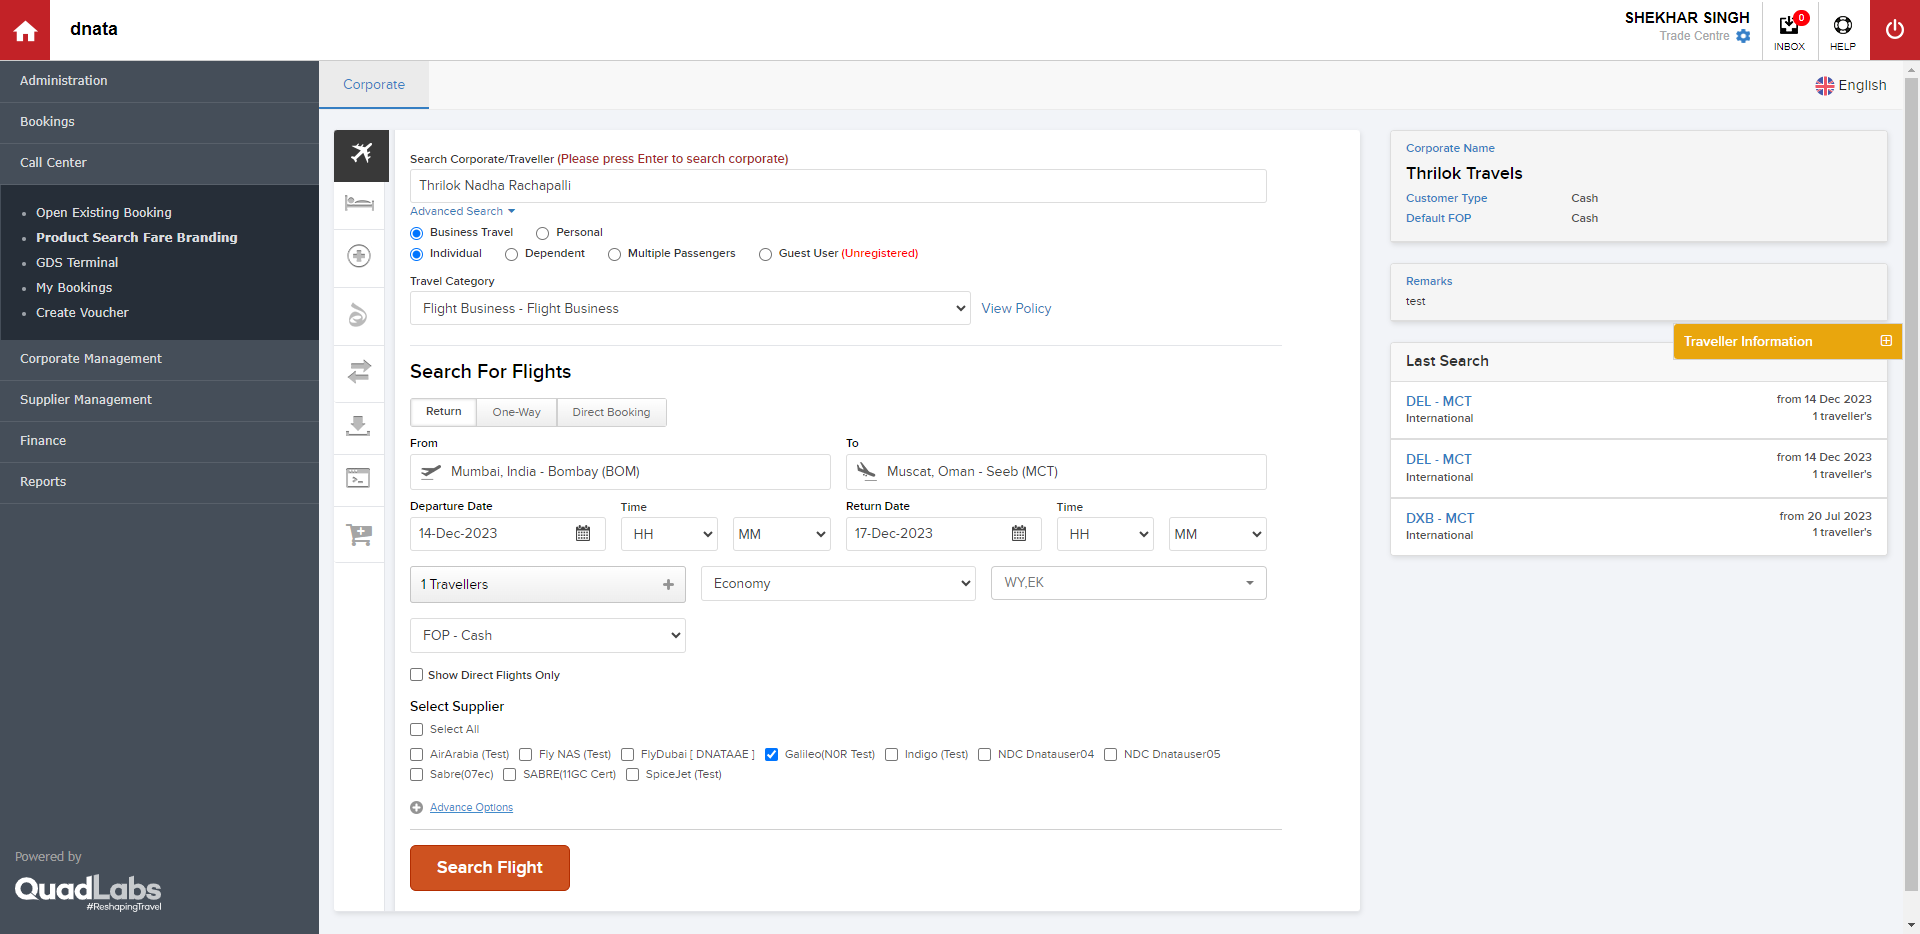 dnata
SHEKHAR SINGH
Trade Centre
0
INBOX
HELP
Administration
Bookings
Call Center
Open Existing Booking
Product Search Fare Branding
GDS Terminal
My Bookings
Create Voucher
Corporate Management
Supplier Management
Finance
Reports
Powered by
QuadLabs
#ReshapingTravel
Corporate
English
Search Corporate/Traveller (Please press Enter to search corporate)
Thrilok Nadha Rachapalli
Advanced Search
Business Travel Personal
Individual Dependent Multiple Passengers Guest User (Unregistered)
Travel Category
Flight Business - Flight Business View Policy
Search For Flights
Return One-Way Direct Booking
From To
Mumbai, India - Bombay (BOM) Muscat, Oman - Seeb (MCT)
Departure Date Time Return Date Time
14-Dec-2023 HH MM 17-Dec-2023 HH MM
1 Travellers Economy WY,EK
FOP - Cash
Show Direct Flights Only
Select Supplier
Select All
AirArabia (Test) Fly NAS (Test) FlyDubai [ DNATAAE ] Galileo(N0R Test) Indigo (Test) NDC Dnatauser04 NDC Dnatauser05
Sabre(07ec) SABRE(11GC Cert) SpiceJet (Test)
Advance Options
Search Flight
Corporate Name
Thrilok Travels
Customer Type Cash
Default FOP Cash
Remarks
test
Traveller Information
Last Search
DEL - MCT from 14 Dec 2023
International 1 traveller's
DEL - MCT from 14 Dec 2023
International 1 traveller's
DXB - MCT from 20 Jul 2023
International 1 traveller's